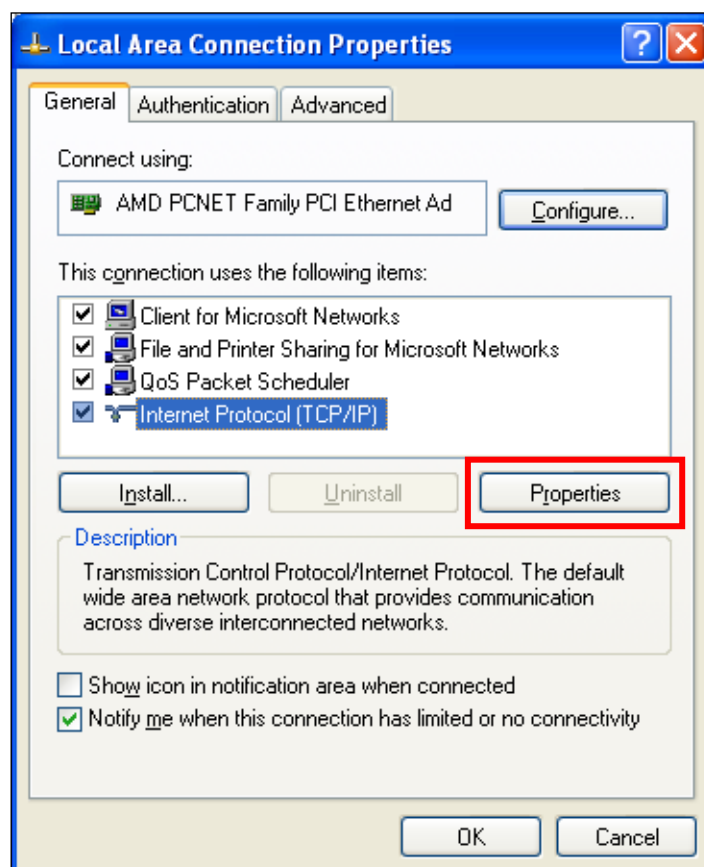 Local Area Connection Properties
General
Authentication
Advanced
Connect using:
AMD PCNET Family PCI Ethernet Ad
Configure...
This connection uses the following items:
Client for Microsoft Networks
File and Printer Sharing for Microsoft Networks
QoS Packet Scheduler
Internet Protocol (TCP/IP)
Install...
Uninstall
Properties
Description
Transmission Control Protocol/Internet Protocol. The default
wide area network protocol that provides communication
across diverse interconnected networks.
Show icon in notification area when connected
Notify me when this connection has limited or no connectivity
OK
Cancel